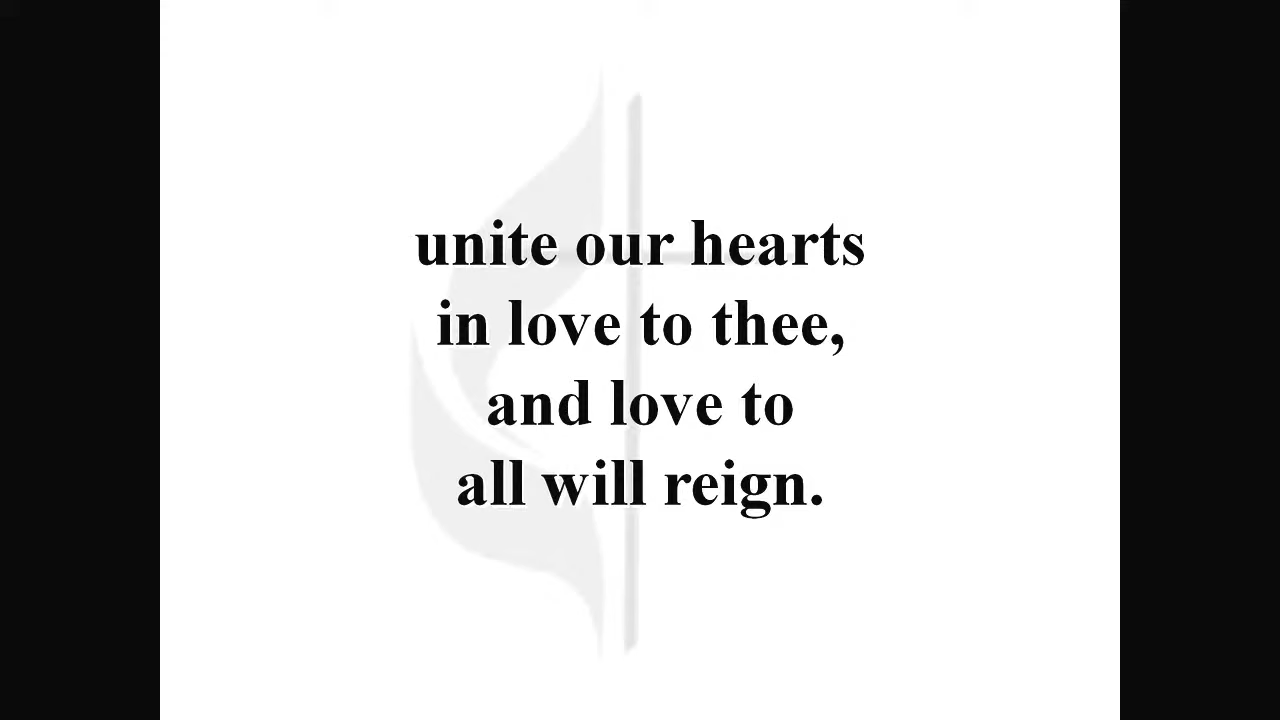 unite our hearts
in love to thee,
and love to
all will reign.